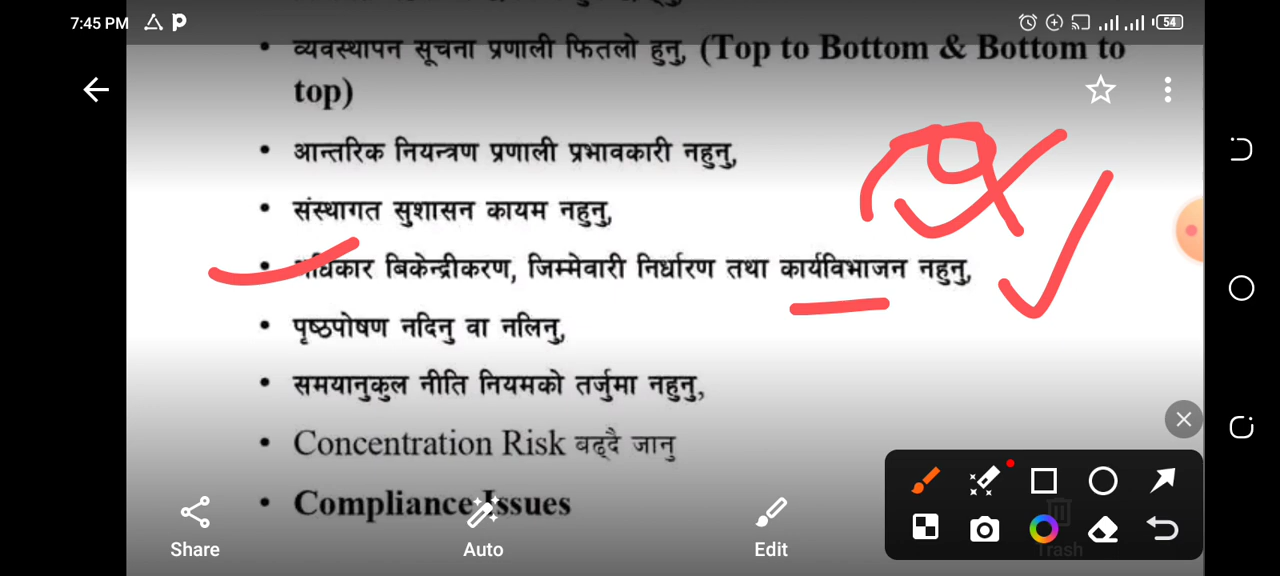 7:45 PM
54
• व्यवस्थापन सूचना प्रणाली फितलो हुनु, (Top to Bottom & Bottom to
top)
• आन्तरिक नियन्त्रण प्रणाली प्रभावकारी नहुनु,
• संस्थागत सुशासन कायम नहुनु,
• अधिकार बिकेन्द्रीकरण, जिम्मेवारी निर्धारण तथा कार्यविभाजन नहुनु,
• पृष्ठपोषण नदिनु वा नलिनु,
• समयानुकुल नीति नियमको तर्जुमा नहुनु,
• Concentration Risk बढ्दै जानु
• Compliance Issues
Share Auto Edit Trash